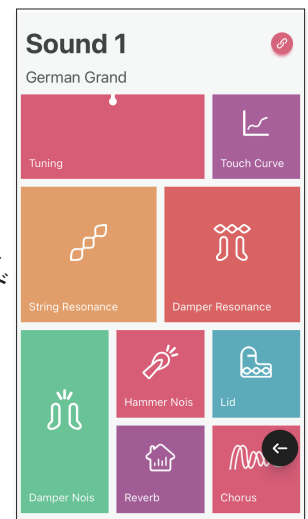 Sound 1
German Grand
Tuning
Touch Curve
String Resonance
Damper Resonance
Hammer Nois
Lid
Damper Nois
Reverb
Chorus